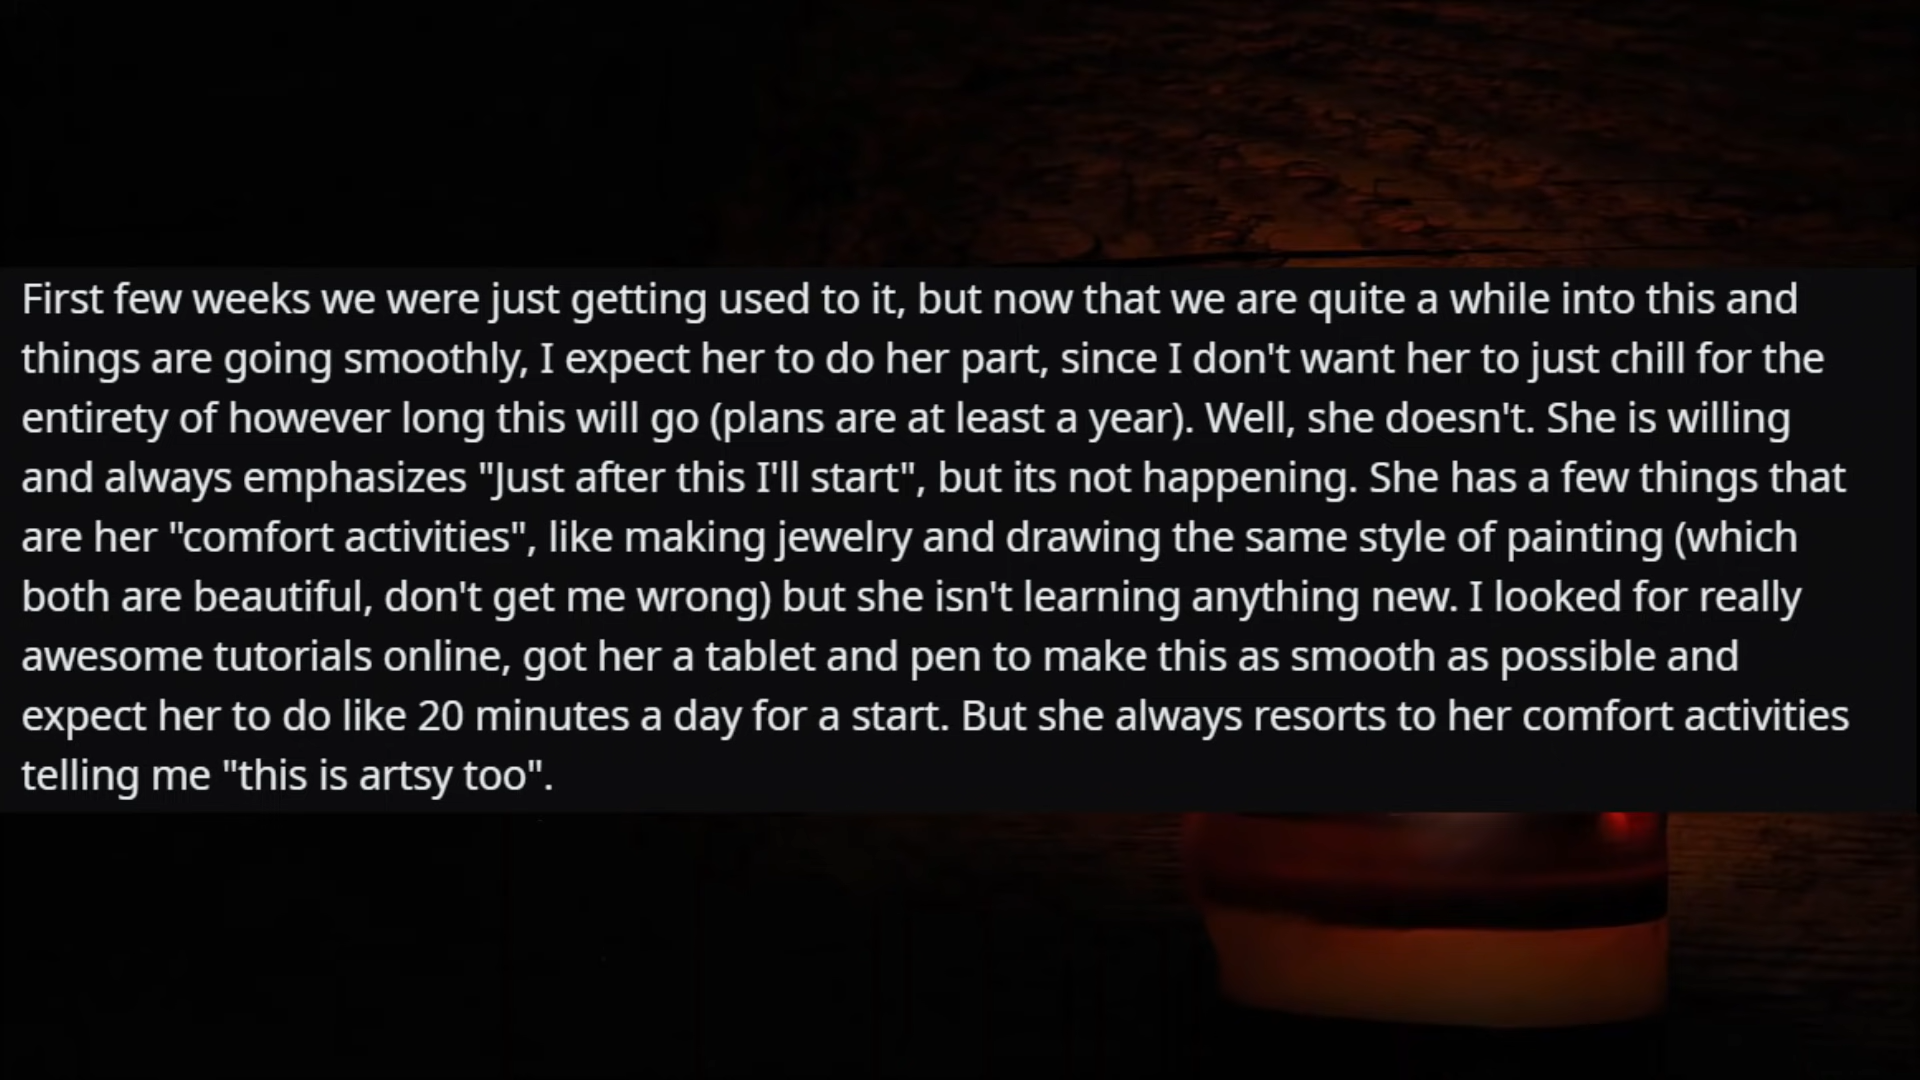 First few weeks we were just getting used to it, but now that we are quite a while into this and
things are going smoothly, I expect her to do her part, since I don't want her to just chill for the
entirety of however long this will go (plans are at least a year). Well, she doesn't. She is willing
and always emphasizes "Just after this I'll start", but its not happening. She has a few things that
are her "comfort activities", like making jewelry and drawing the same style of painting (which
both are beautiful, don't get me wrong) but she isn't learning anything new. I looked for really
awesome tutorials online, got her a tablet and pen to make this as smooth as possible and
expect her to do like 20 minutes a day for a start. But she always resorts to her comfort activities
telling me "this is artsy too".